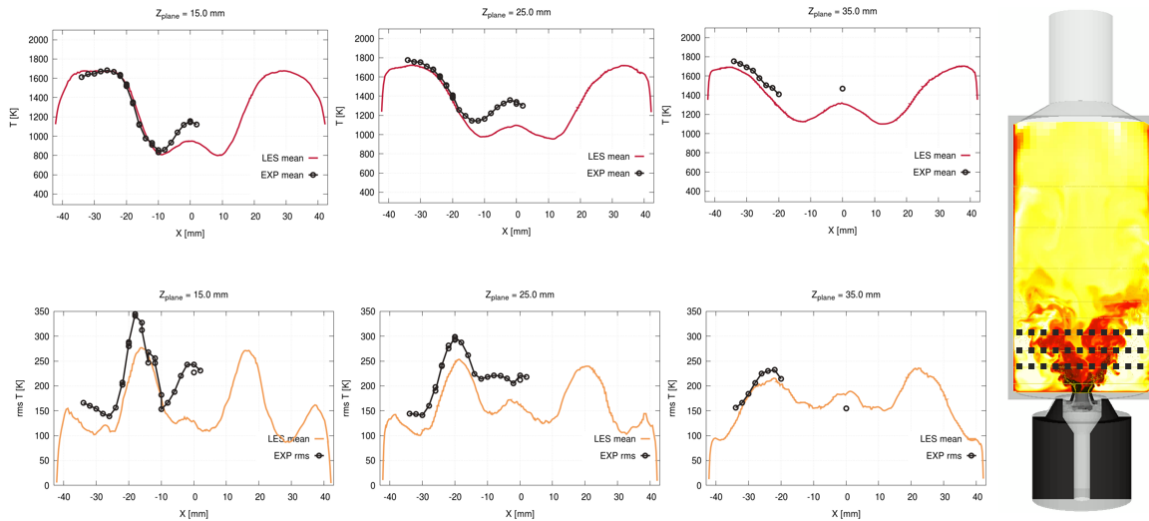 Z_plane = 15.0 mm
T [K]
2100
1800
1600
1400
1200
1000
800
600
400
LES mean
EXP mean
-40 -30 -20 -10 0 10 20 30 40
X [mm]
Z_plane = 25.0 mm
T [K]
2000
1800
1600
1400
1200
1000
800
600
400
LES mean
EXP mean
-40 -30 -20 -10 0 10 20 30 40
X [mm]
Z_plane = 35.0 mm
T [K]
2000
1800
1600
1400
1200
1000
800
600
400
LES mean
EXP mean
-40 -30 -20 -10 0 10 20 30 40
X [mm]
Z_plane = 15.0 mm
rms T [K]
350
300
250
200
150
100
50
0
LES mean
EXP rms
-40 -30 -20 -10 0 10 20 30 40
X [mm]
Z_plane = 25.0 mm
rms T [K]
350
300
250
200
150
100
50
0
LES mean
EXP rms
-40 -30 -20 -10 0 10 20 30 40
X [mm]
Z_plane = 35.0 mm
rms T [K]
350
300
250
200
150
100
50
0
LES mean
EXP rms
-40 -30 -20 -10 0 10 20 30 40
X [mm]